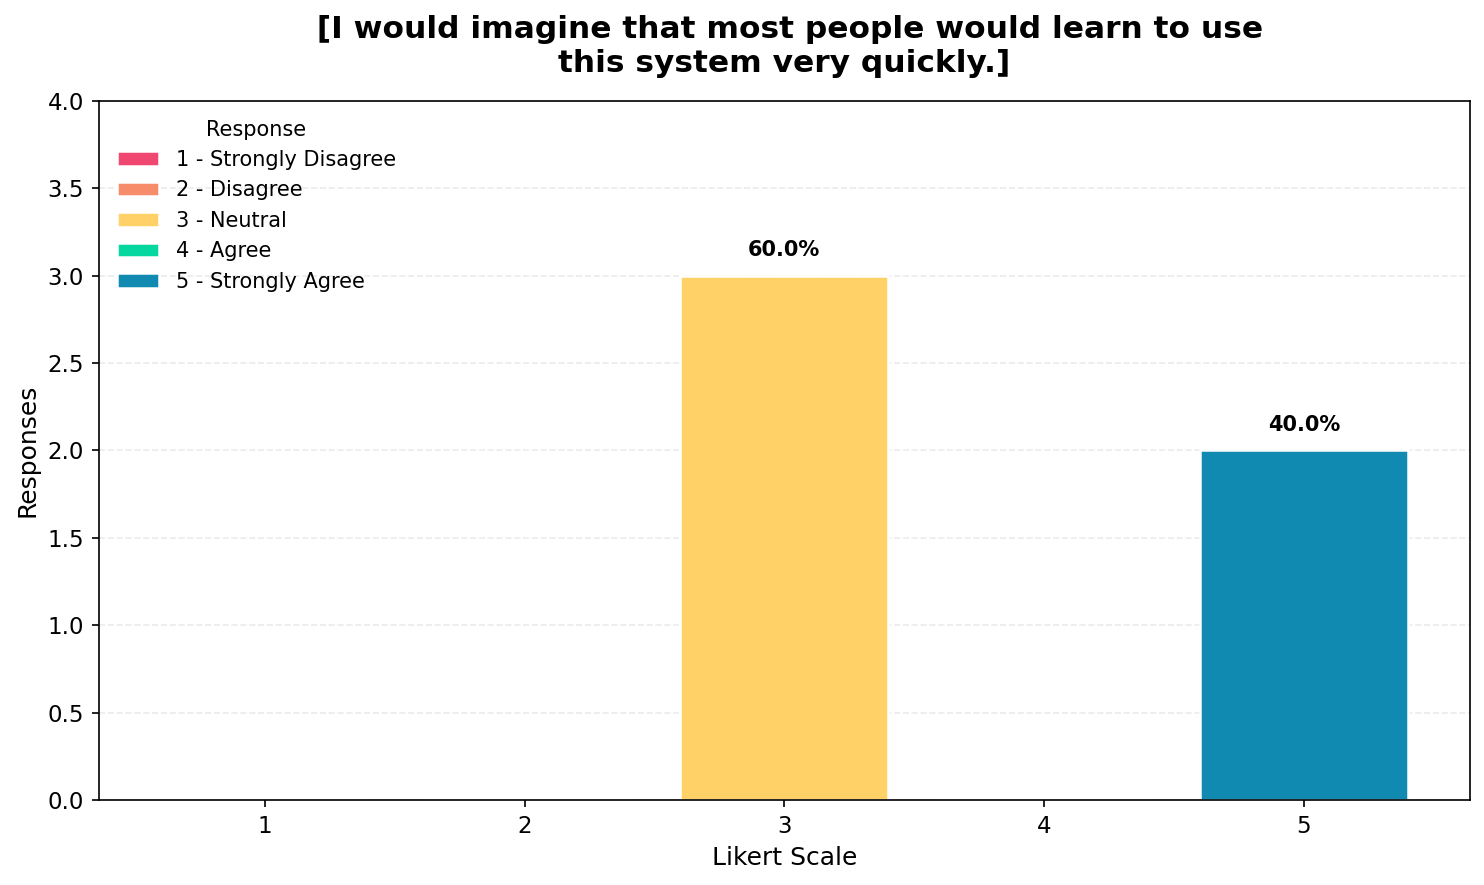 [I would imagine that most people would learn to use
this system very quickly.]
4.0
3.5
3.0
2.5
2.0
1.5
1.0
0.5
0.0
Responses
Response
1 - Strongly Disagree
2 - Disagree
3 - Neutral
4 - Agree
5 - Strongly Agree
60.0%
40.0%
1 2 3 4 5
Likert Scale